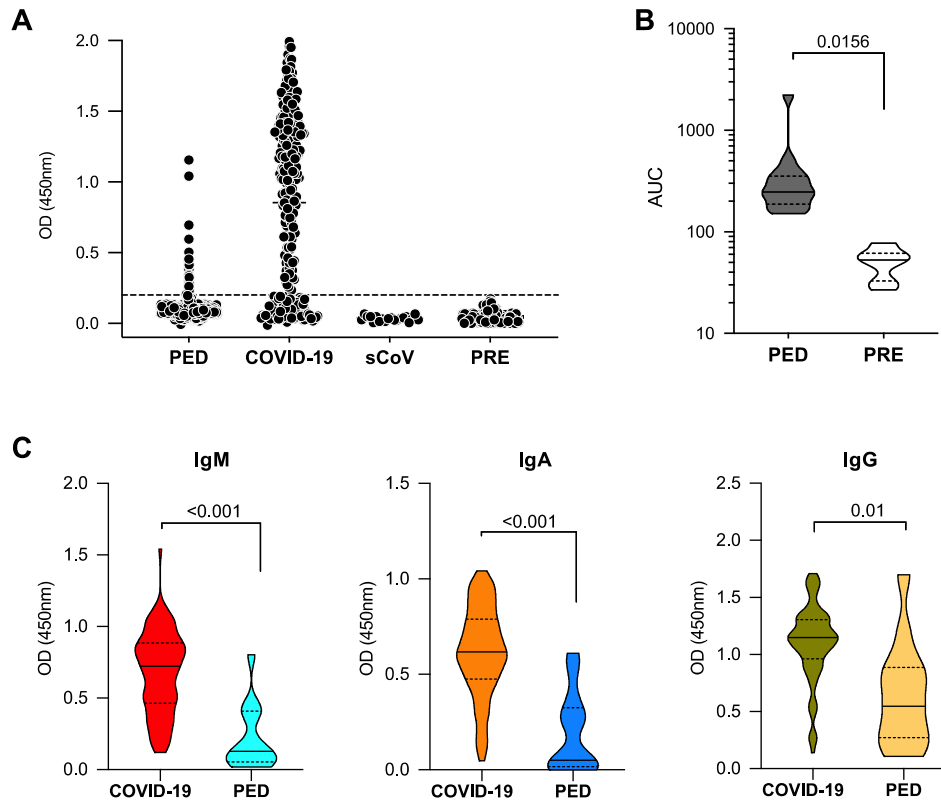 A
OD (450nm)
2.0
1.5
1.0
0.5
0.0
PED COVID-19 sCoV PRE
B
AUC
10000
1000
100
10
0.0156
PED PRE
C
IgM
OD (450nm)
2.0
1.5
1.0
0.5
0.0
<0.001
COVID-19 PED
IgA
OD (450nm)
1.5
1.0
0.5
0.0
<0.001
COVID-19 PED
IgG
OD (450nm)
2.5
2.0
1.5
1.0
0.5
0.0
0.01
COVID-19 PED